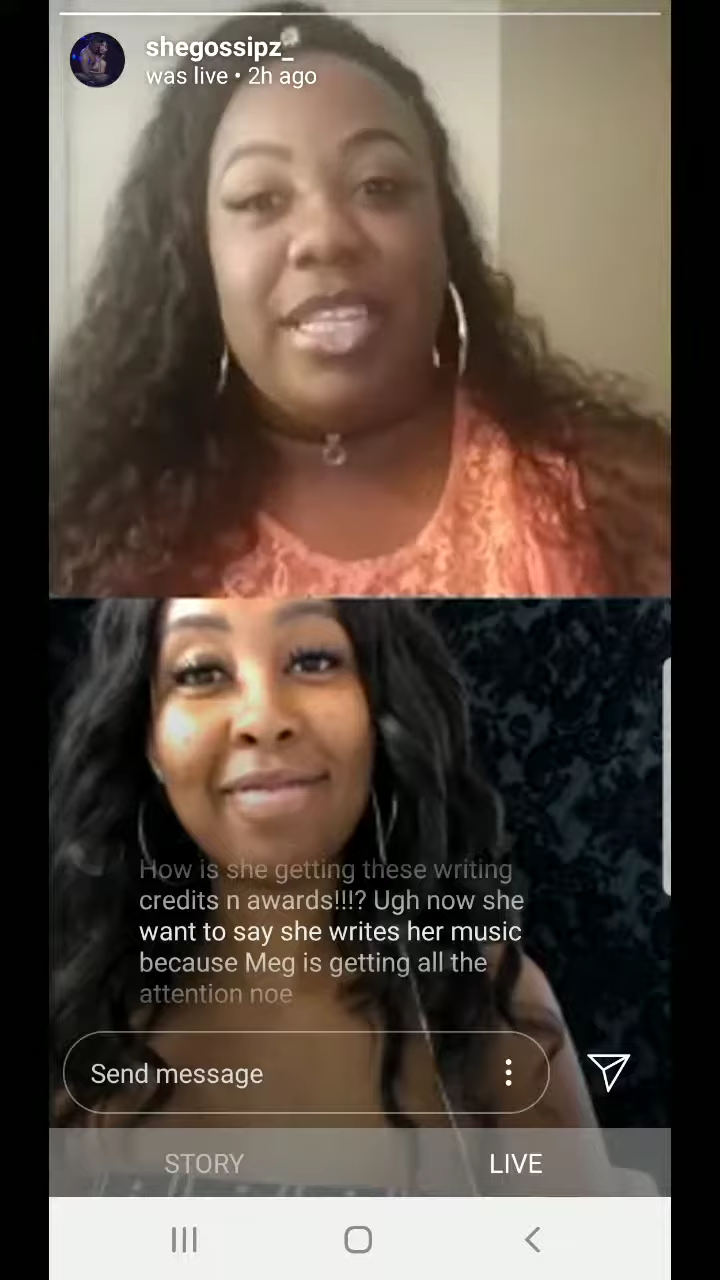 shegossipz_
was live • 2h ago
How is she getting these writing
credits n awards!!!? Ugh now she
want to say she writes her music
because Meg is getting all the
attention noe
Send message
STORY
LIVE